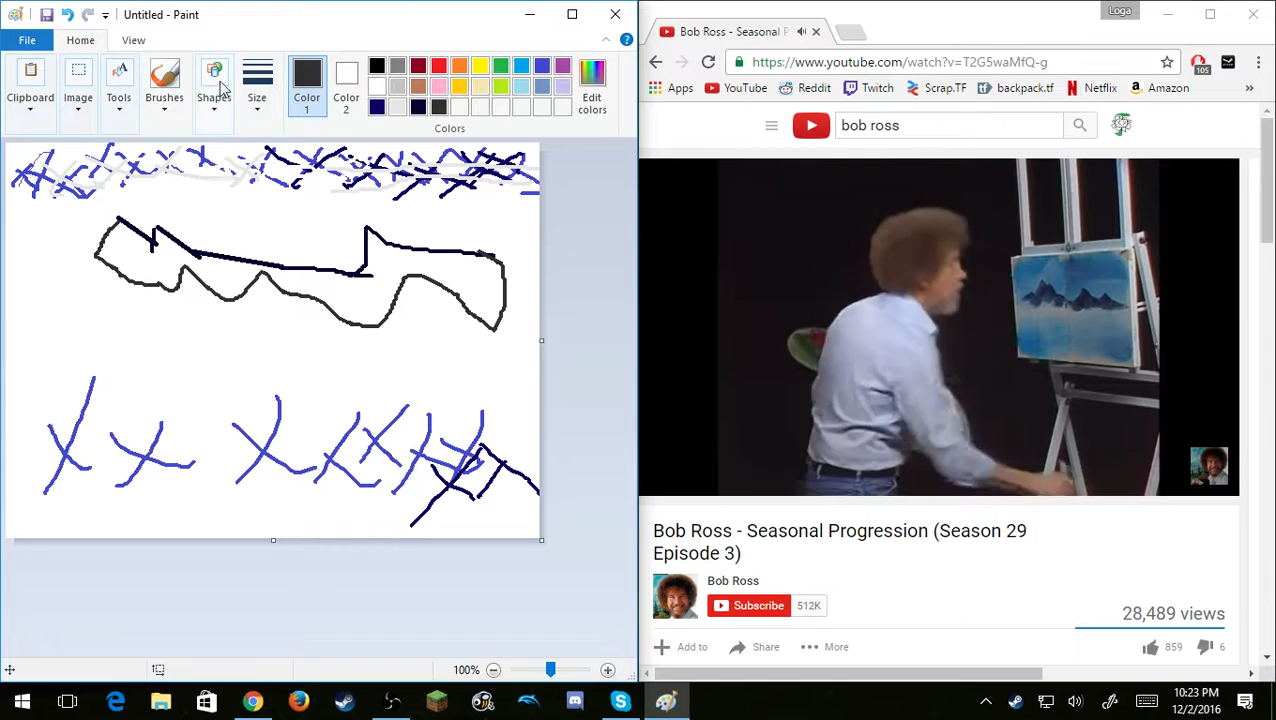 Untitled - Paint
File
Home
View
Clipboard
Image
Tools
Brushes
Shapes
Size
Color 1
Color 2
Edit colors
Colors
100%
Loga
Bob Ross - Seasonal P
https://www.youtube.com/watch?v=T2G5waMfQ-g
105
Apps
YouTube
Reddit
Twitch
Scrap.TF
backpack.tf
Netflix
Amazon
»
bob ross
Bob Ross - Seasonal Progression (Season 29
Episode 3)
Bob Ross
Subscribe
512K
28,489 views
Add to
Share
More
859
6
10:23 PM
12/2/2016